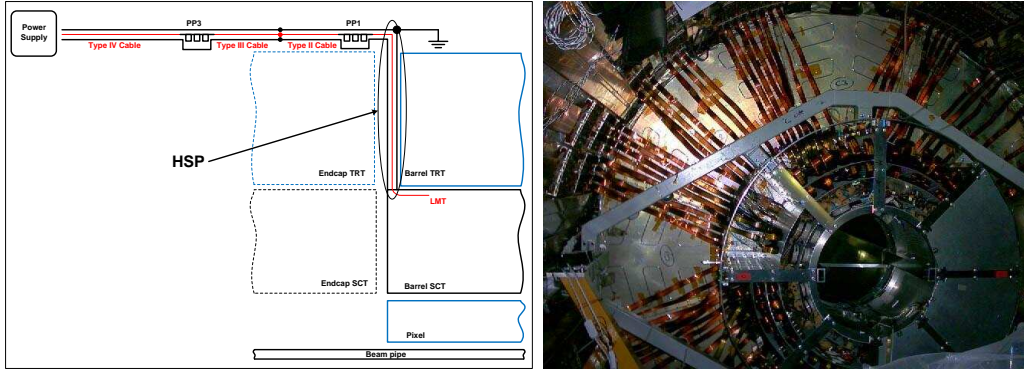 Power
Supply
PP3
PP1
Type IV Cable
Type III Cable
Type II Cable
HSP
Endcap TRT
Barrel TRT
LMT
Endcap SCT
Barrel SCT
Pixel
Beam pipe